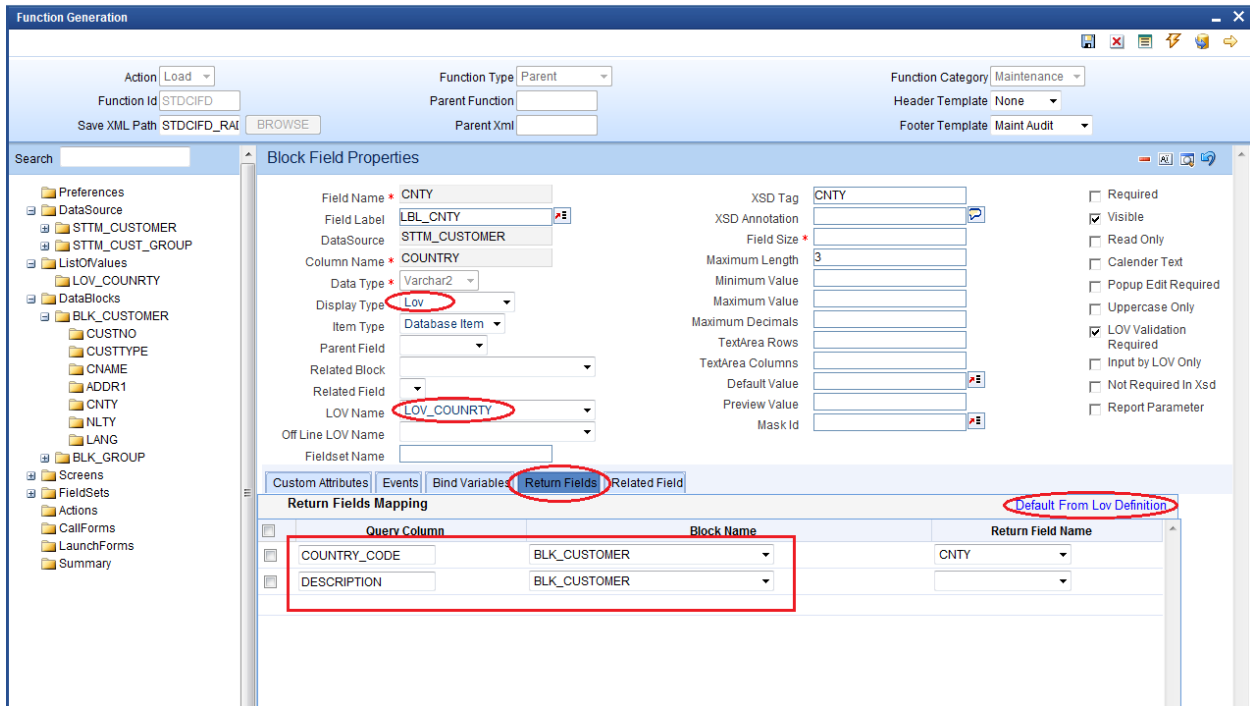 Function Generation
Action Load Function Type Parent Function Category Maintenance
Function Id STDCIFD Parent Function Header Template None
Save XML Path STDCIFD_RAD BROWSE Parent Xml Footer Template Maint Audit
Search
Preferences
DataSource
STTM_CUSTOMER
STTM_CUST_GROUP
ListOfValues
LOV_COUNRTY
DataBlocks
BLK_CUSTOMER
CUSTNO
CUSTTYPE
CNAME
ADDR1
CNTY
NLTY
LANG
BLK_GROUP
Screens
FieldSets
Actions
CallForms
LaunchForms
Summary
Block Field Properties
Field Name * CNTY
Field Label LBL_CNTY
DataSource STTM_CUSTOMER
Column Name * COUNTRY
Data Type * Varchar2
Display Type Lov
Item Type Database Item
Parent Field
Related Block
Related Field
LOV Name LOV_COUNRTY
Off Line LOV Name
Fieldset Name
XSD Tag CNTY
XSD Annotation
Field Size *
Maximum Length 3
Minimum Value
Maximum Value
Maximum Decimals
TextArea Rows
TextArea Columns
Default Value
Preview Value
Mask Id
Required
Visible
Read Only
Calender Text
Popup Edit Required
Uppercase Only
LOV Validation
Required
Input by LOV Only
Not Required In Xsd
Report Parameter
Custom Attributes Events Bind Variables Return Fields Related Field
Return Fields Mapping Default From Lov Definition
Query Column Block Name Return Field Name
COUNTRY_CODE BLK_CUSTOMER CNTY
DESCRIPTION BLK_CUSTOMER